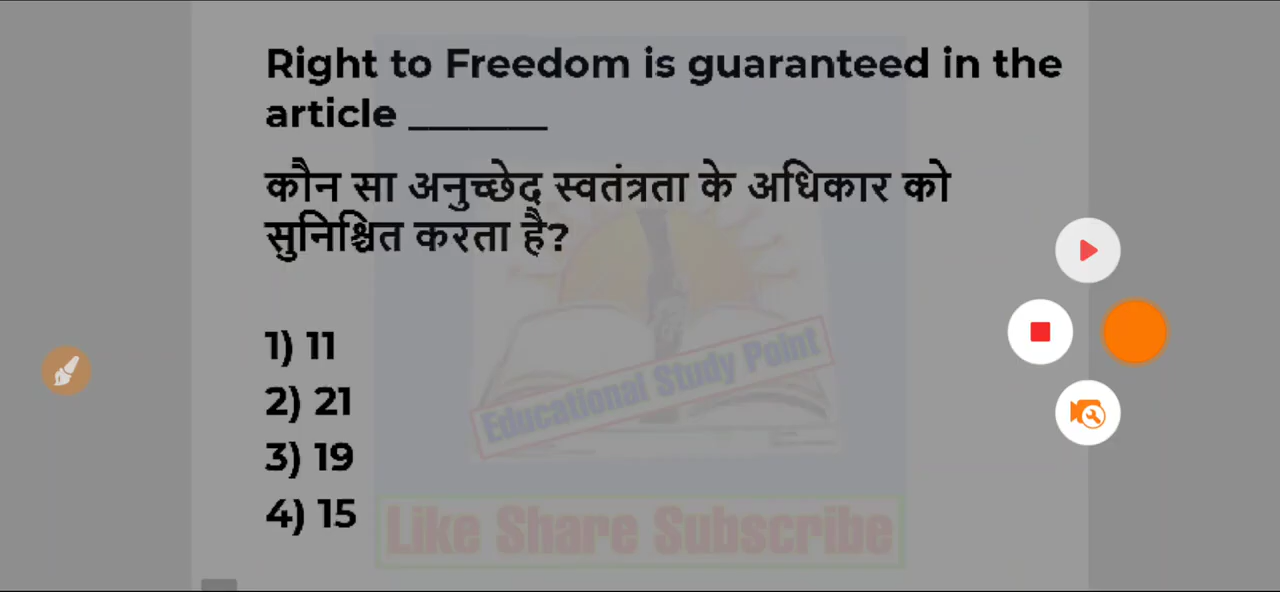 Right to Freedom is guaranteed in the
article _______
कौन सा अनुच्छेद स्वतंत्रता के अधिकार को
सुनिश्चित करता है?
1) 11
2) 21
3) 19
4) 15
Educational Study Point
Like Share Subscribe